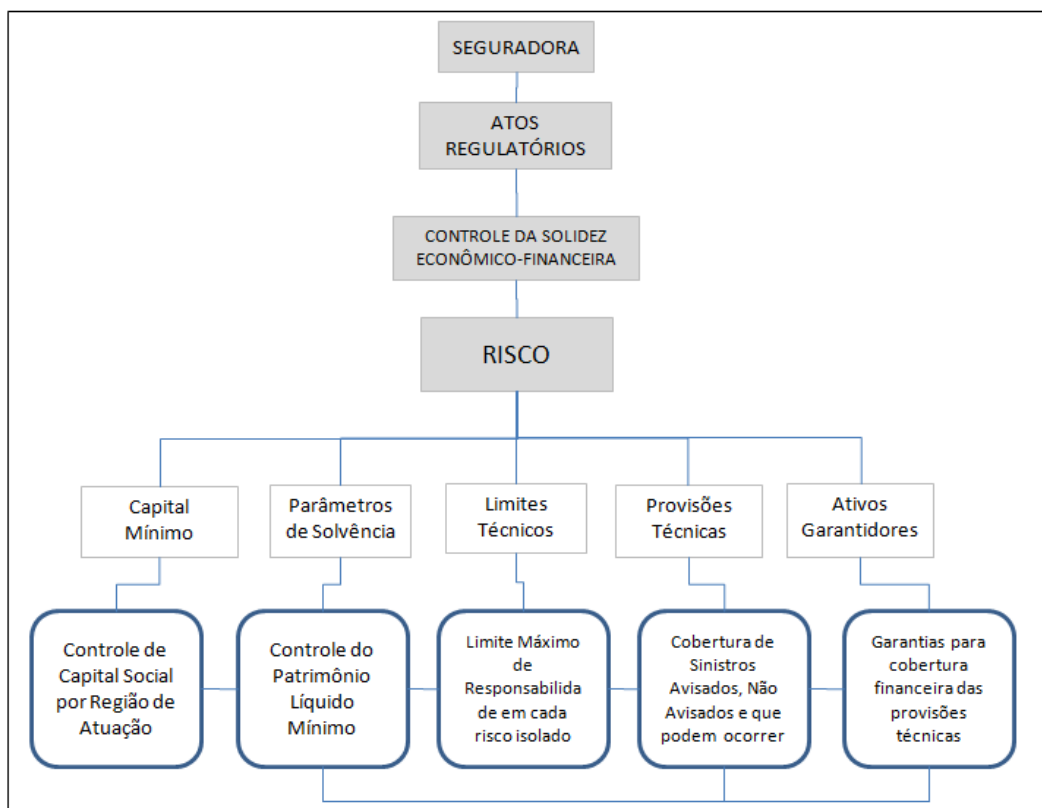 SEGURADORA
ATOS
REGULATÓRIOS
CONTROLE DA SOLIDEZ
ECONÔMICO-FINANCEIRA
RISCO
Capital
Mínimo
Parâmetros
de Solvência
Limites
Técnicos
Provisões
Técnicas
Ativos
Garantidores
Controle de
Capital Social
por Região de
Atuação
Controle do
Patrimônio
Líquido
Mínimo
Limite Máximo
de
Responsabilida
de em cada
risco isolado
Cobertura de
Sinistros
Avisados, Não
Avisados e que
podem ocorrer
Garantias para
cobertura
financeira das
provisões
técnicas